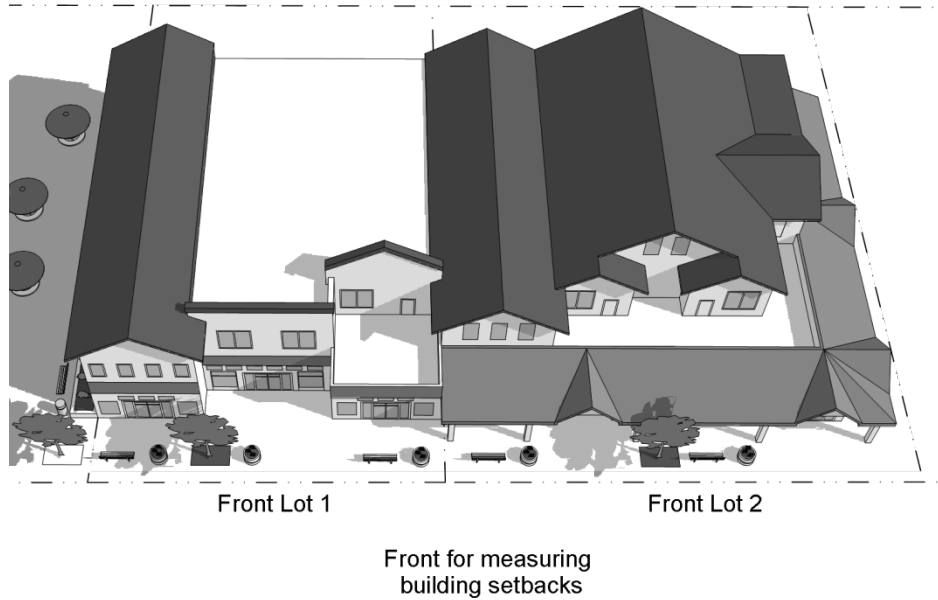 Front Lot 1
Front Lot 2
Front for measuring
building setbacks